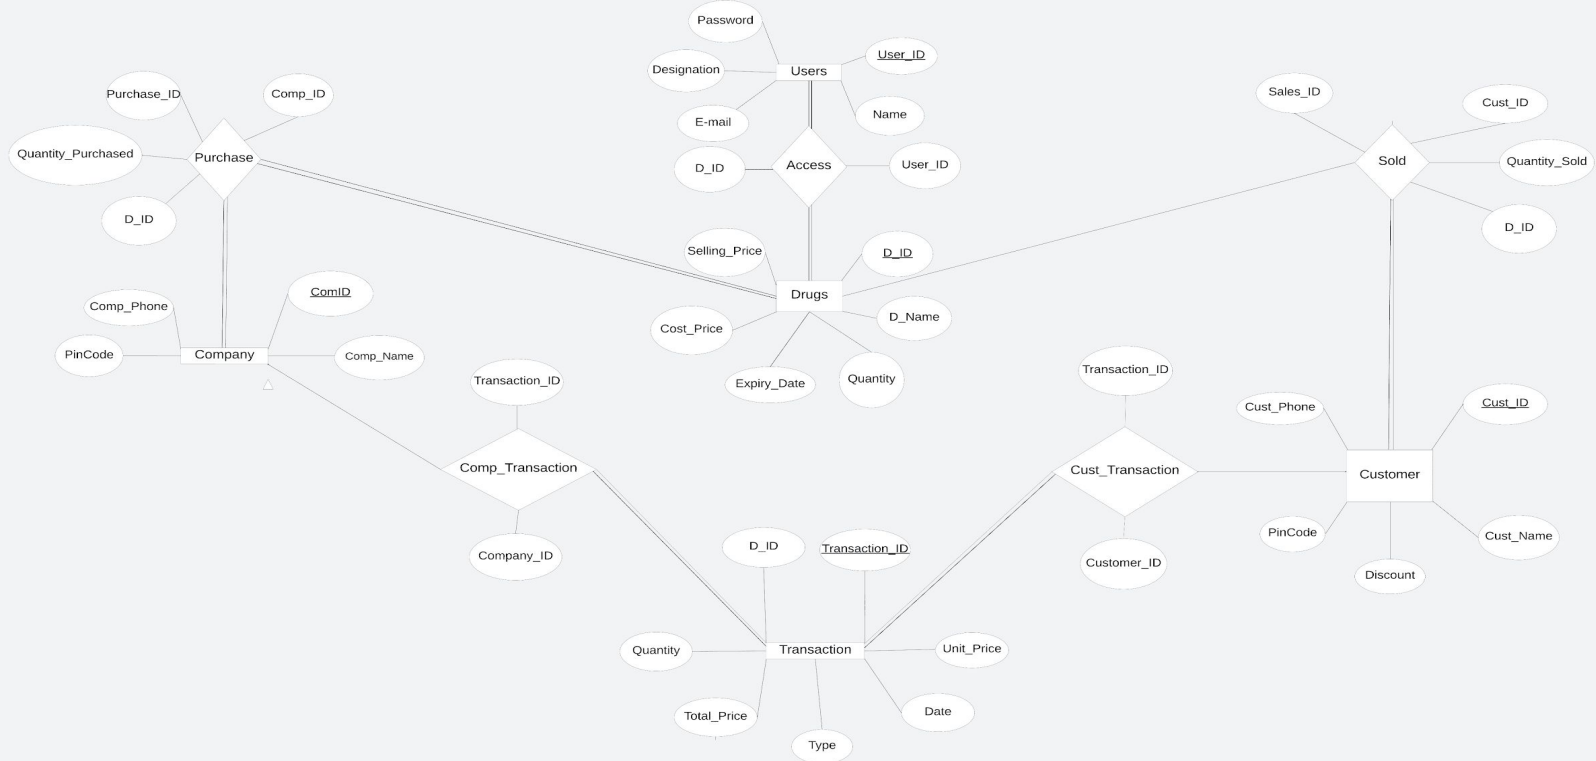 Password
User_ID
Designation
Users
E-mail
Name
Purchase_ID
Comp_ID
Quantity_Purchased
Purchase
D_ID
D_ID
Access
User_ID
Sales_ID
Cust_ID
Sold
Quantity_Sold
D_ID
Selling_Price
D_ID
Drugs
Cost_Price
D_Name
Expiry_Date
Quantity
Comp_Phone
ComID
PinCode
Company
Comp_Name
Transaction_ID
Comp_Transaction
Company_ID
Transaction_ID
Cust_Transaction
Customer_ID
Cust_Phone
Cust_ID
Customer
PinCode
Cust_Name
Discount
D_ID
Transaction_ID
Quantity
Transaction
Unit_Price
Total_Price
Date
Type